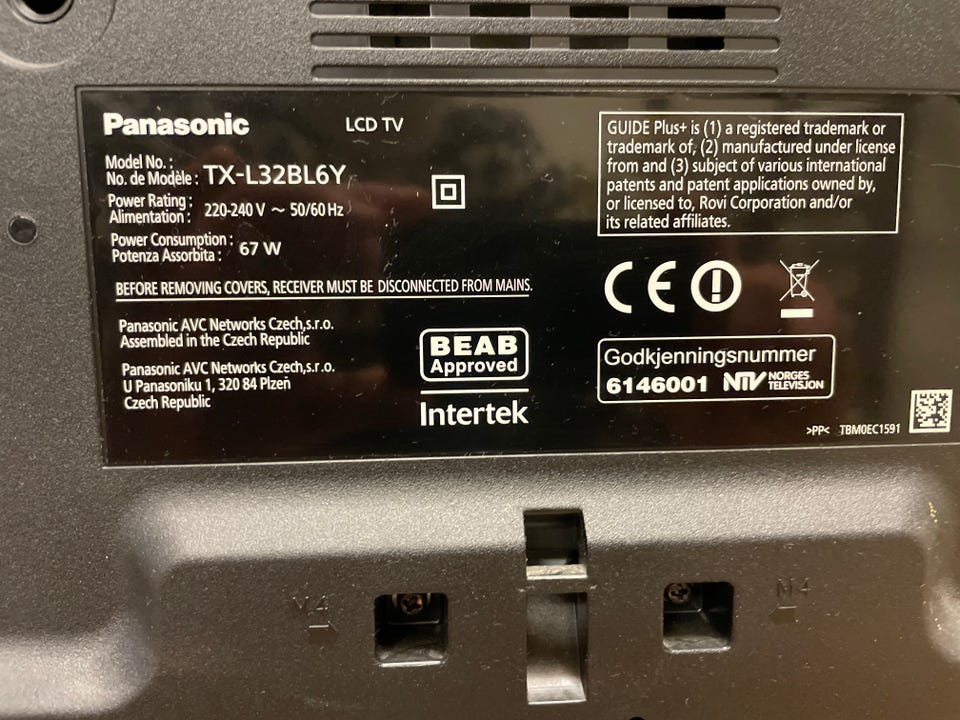 Panasonic
LCD TV
Model No. :
No. de Modèle : TX-L32BL6Y
Power Rating :
Alimentation : 220-240 V ~ 50/60 Hz
Power Consumption :
Potenza Assorbita : 67 W
BEFORE REMOVING COVERS, RECEIVER MUST BE DISCONNECTED FROM MAINS.
Panasonic AVC Networks Czech,s.r.o.
Assembled in the Czech Republic
Panasonic AVC Networks Czech,s.r.o.
U Panasoniku 1, 320 84 Plzeň
Czech Republic
BEAB
Approved
Intertek
GUIDE Plus+ is (1) a registered trademark or
trademark of, (2) manufactured under license
from and (3) subject of various international
patents and patent applications owned by,
or licensed to, Rovi Corporation and/or
its related affiliates.
CE
Godkjenningsnummer
6146001 NTV NORGES
TELEVISJON
>PP< TBM0EC1591
M4
M4